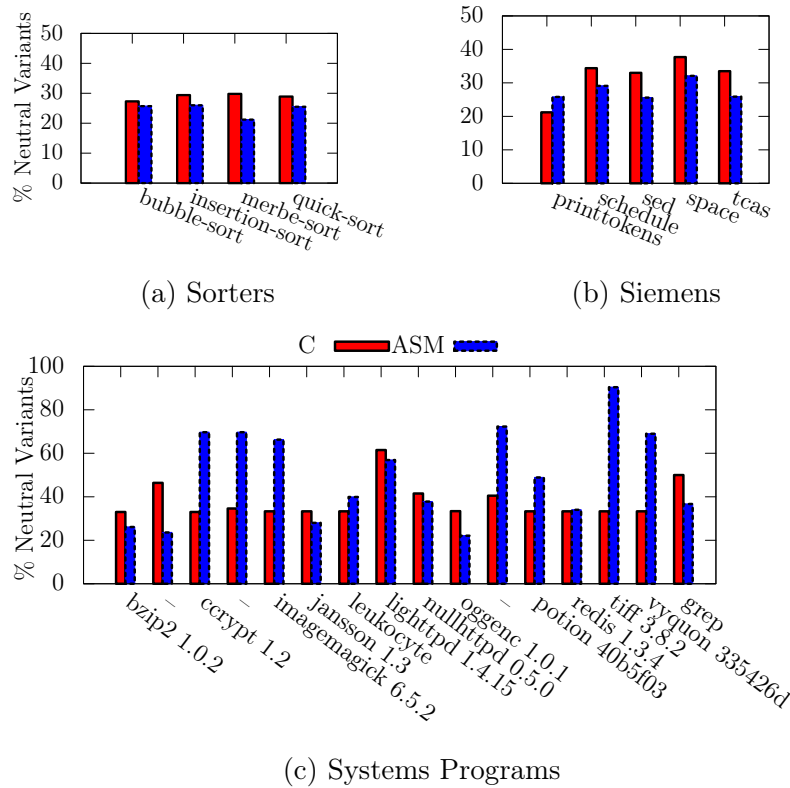 % Neutral Variants
50
40
30
20
10
0
bubble-sort
insertion-sort
merbe-sort
quick-sort
(a) Sorters
50
40
30
20
10
0
printtokens
schedule
sed
space
tcas
(b) Siemens
C ASM
% Neutral Variants
100
80
60
40
20
0
bzip2 1.0.2
–
ccrypt 1.2
–
imagemagick 6.5.2
jansson 1.3
leukocyte
lighttpd 1.4.15
nullhttpd 0.5.0
oggenc 1.0.1
–
potion 40b5f03
redis 1.3.4
tiff 3.8.2
vyquon 335426d
grep
(c) Systems Programs